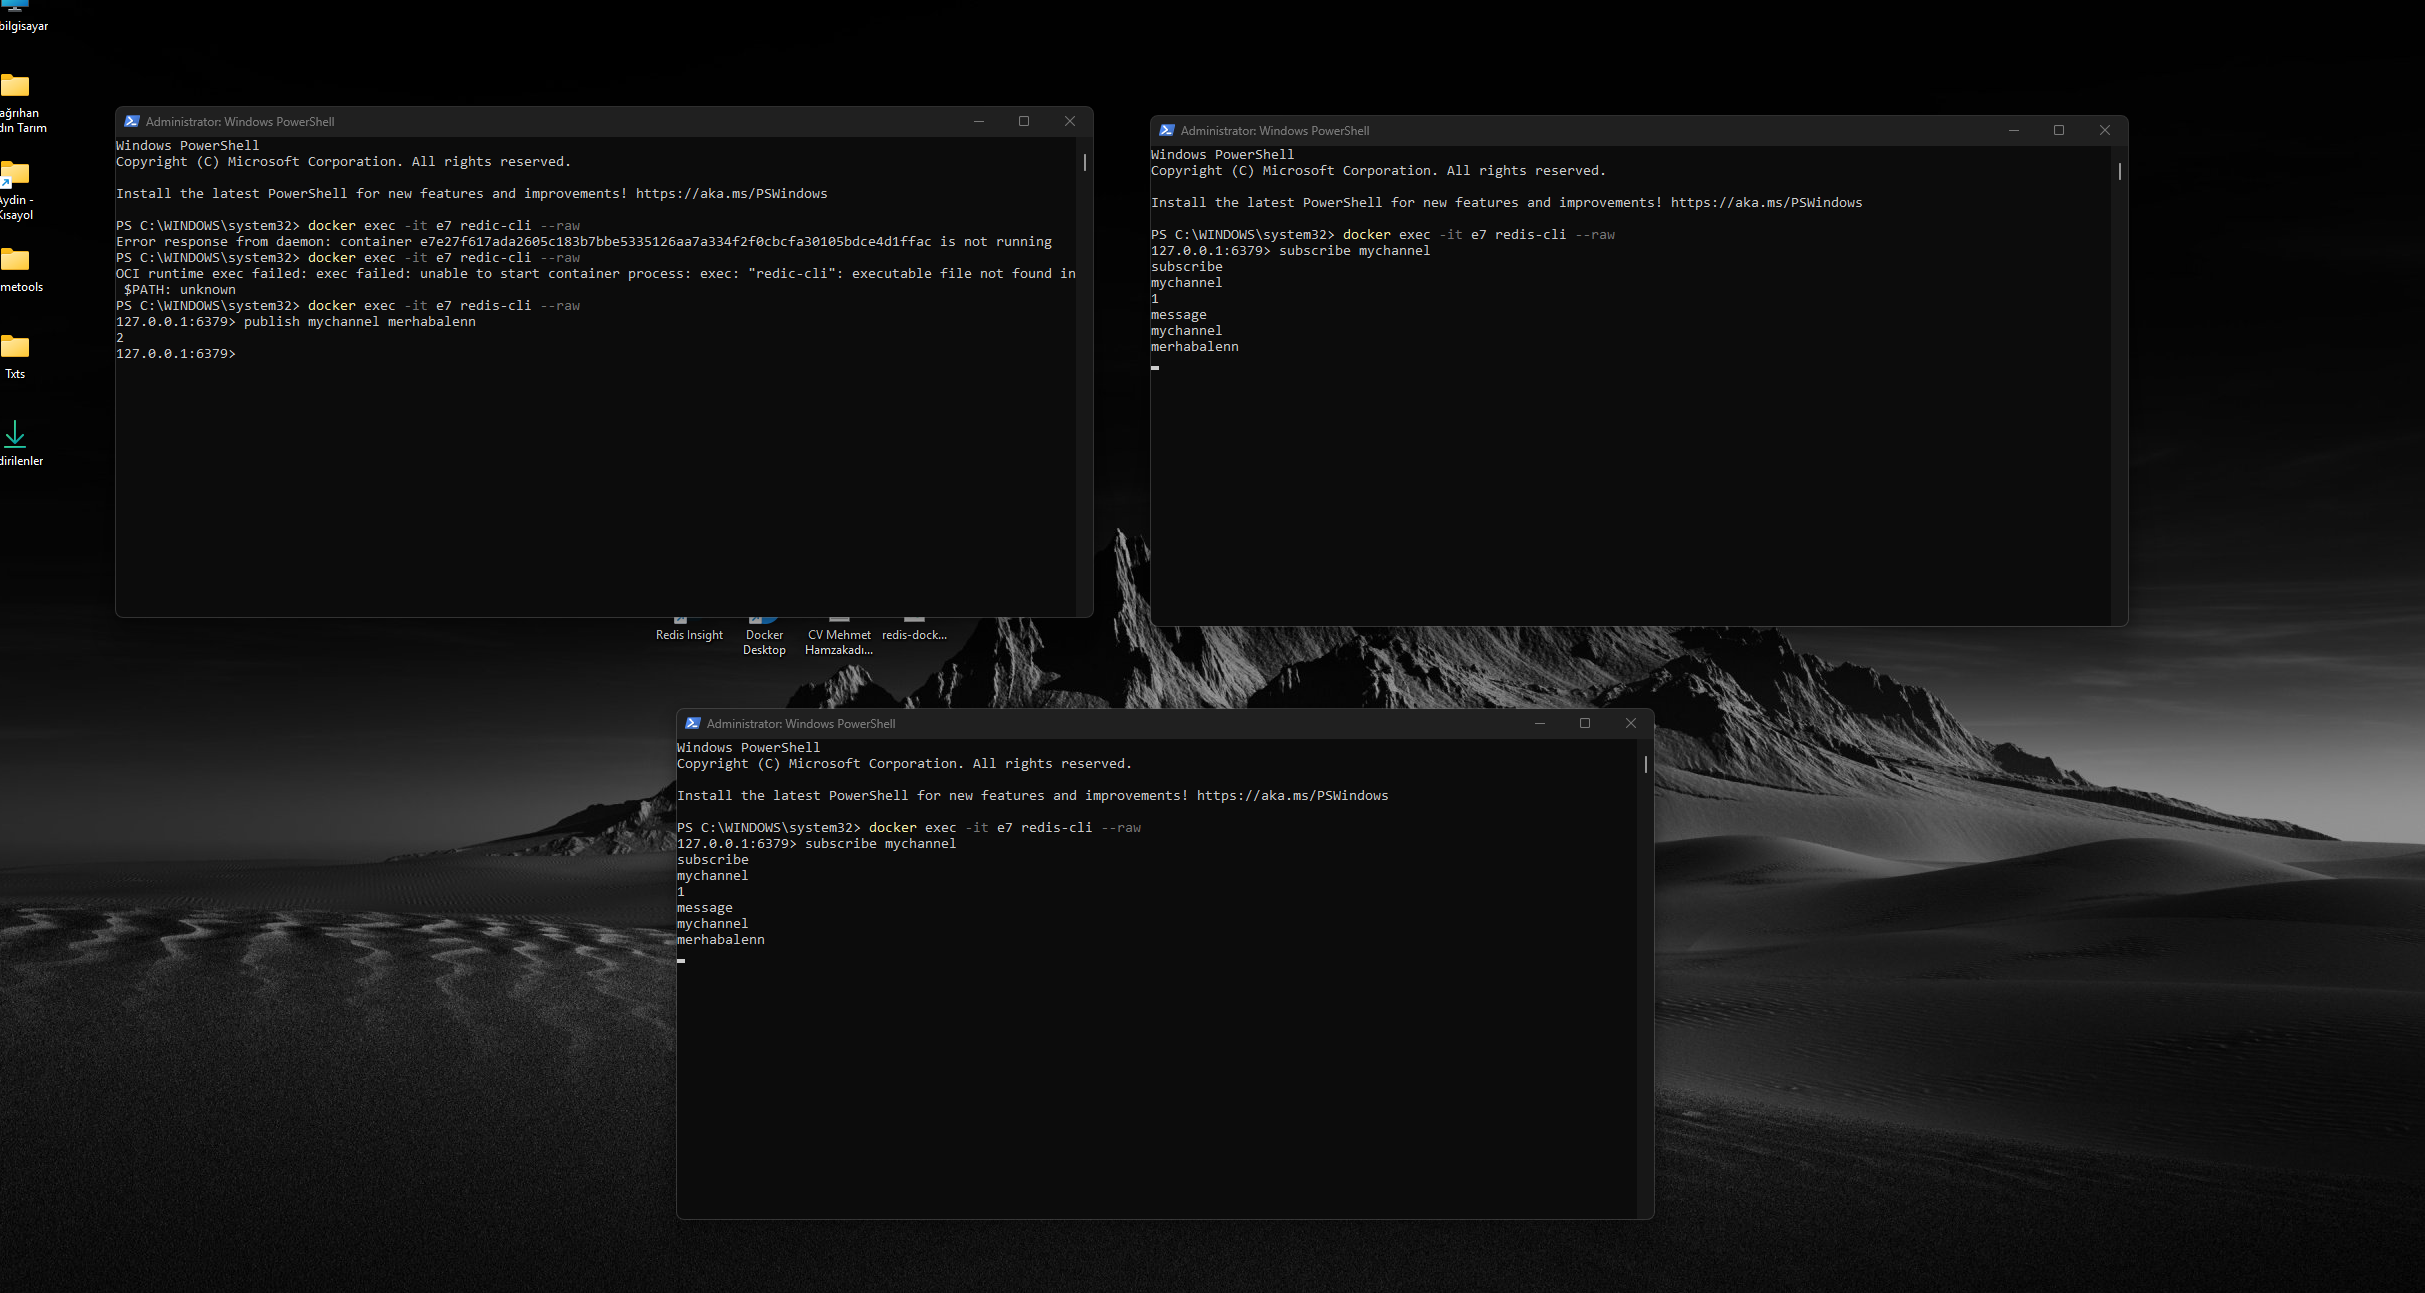 bilgisayar
ağrıhan
dın Tarım
Aydin -
Kısayol
metools
Txts
dirilenler
Administrator: Windows PowerShell
Windows PowerShell
Copyright (C) Microsoft Corporation. All rights reserved.
Install the latest PowerShell for new features and improvements! https://aka.ms/PSWindows
PS C:\WINDOWS\system32> docker exec -it e7 redic-cli --raw
Error response from daemon: container e7e27f617ada2605c183b7bbe5335126aa7a334f2f0cbcfa30105bdce4d1ffac is not running
PS C:\WINDOWS\system32> docker exec -it e7 redic-cli --raw
OCI runtime exec failed: exec failed: unable to start container process: exec: "redic-cli": executable file not found in
$PATH: unknown
PS C:\WINDOWS\system32> docker exec -it e7 redis-cli --raw
127.0.0.1:6379> publish mychannel merhabalenn
2
127.0.0.1:6379>
Administrator: Windows PowerShell
Windows PowerShell
Copyright (C) Microsoft Corporation. All rights reserved.
Install the latest PowerShell for new features and improvements! https://aka.ms/PSWindows
PS C:\WINDOWS\system32> docker exec -it e7 redis-cli --raw
127.0.0.1:6379> subscribe mychannel
subscribe
mychannel
1
message
mychannel
merhabalenn
Redis Insight
Docker
Desktop
CV Mehmet
Hamzakadı...
redis-dock...
Administrator: Windows PowerShell
Windows PowerShell
Copyright (C) Microsoft Corporation. All rights reserved.
Install the latest PowerShell for new features and improvements! https://aka.ms/PSWindows
PS C:\WINDOWS\system32> docker exec -it e7 redis-cli --raw
127.0.0.1:6379> subscribe mychannel
subscribe
mychannel
1
message
mychannel
merhabalenn